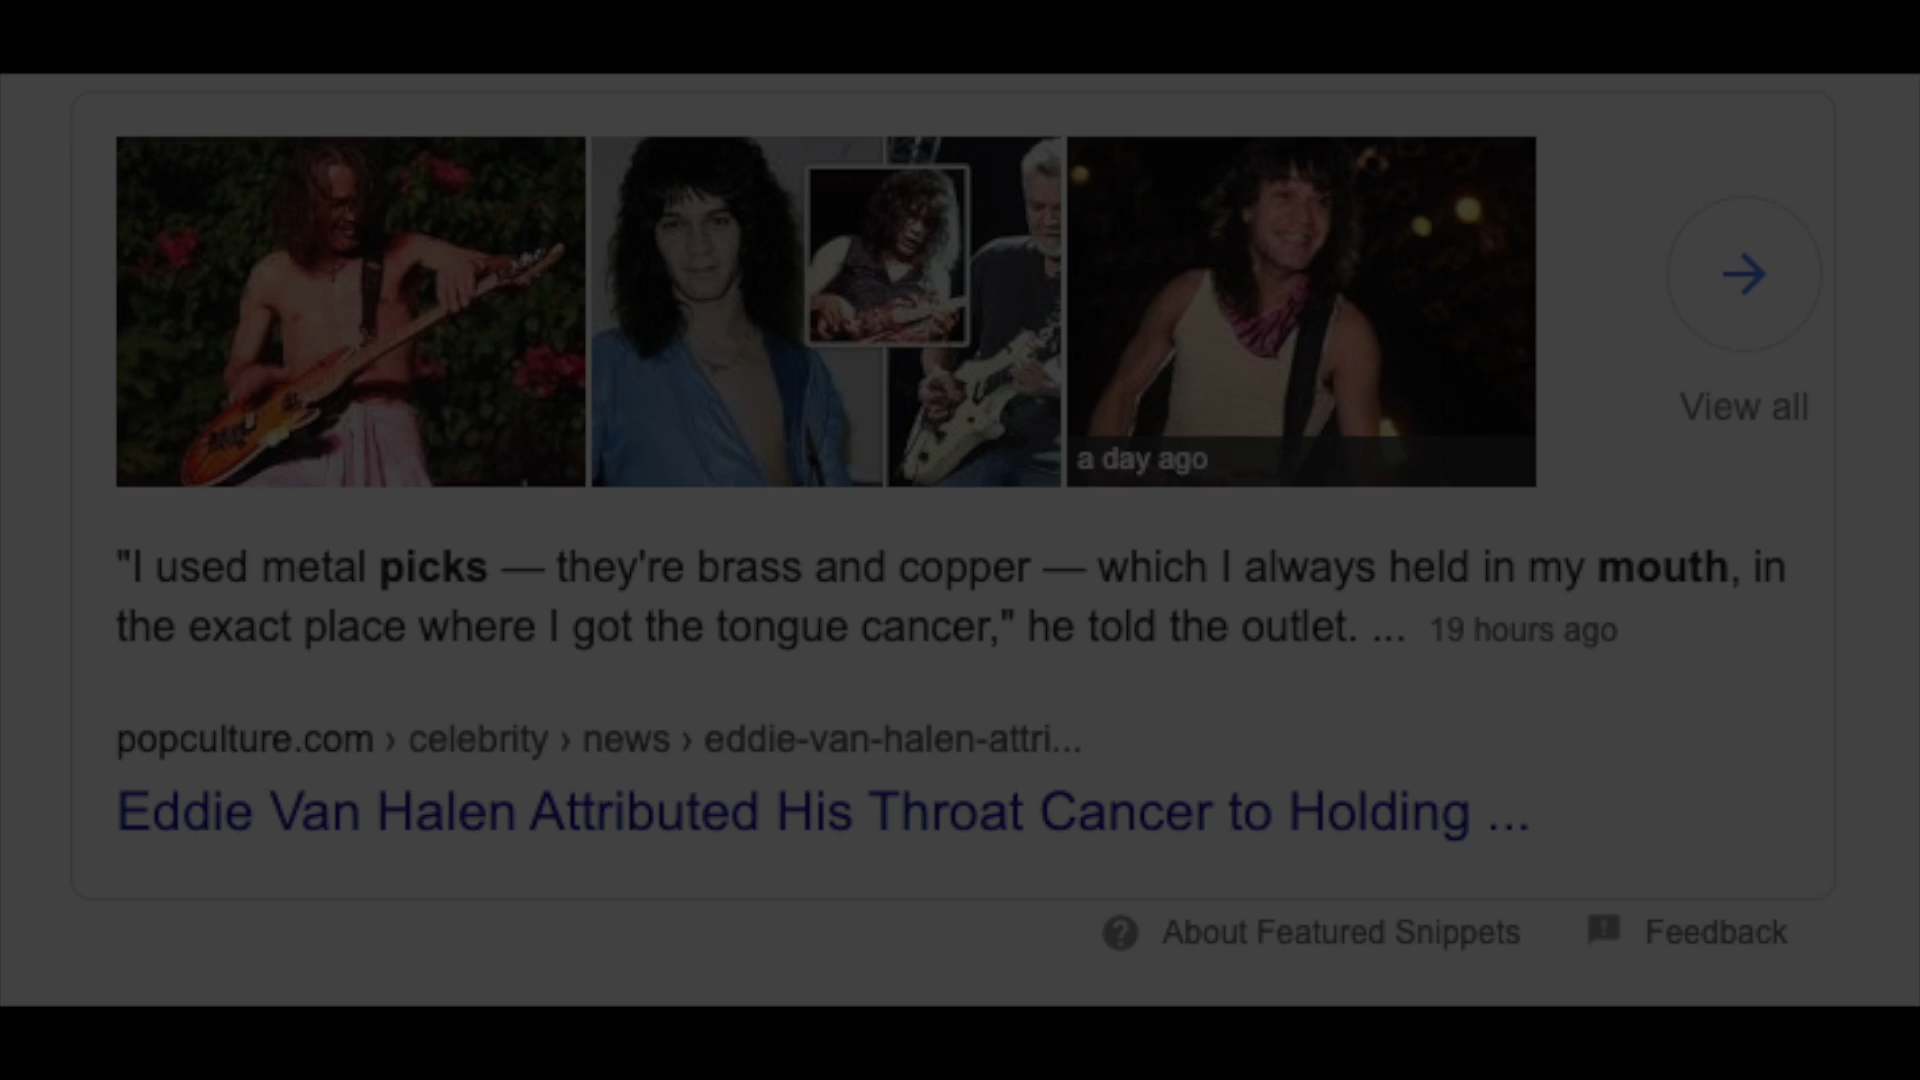 a day ago
View all
"I used metal picks — they're brass and copper — which I always held in my mouth, in
the exact place where I got the tongue cancer," he told the outlet. ... 19 hours ago
popculture.com › celebrity › news › eddie-van-halen-attri...
Eddie Van Halen Attributed His Throat Cancer to Holding ...
About Featured Snippets Feedback